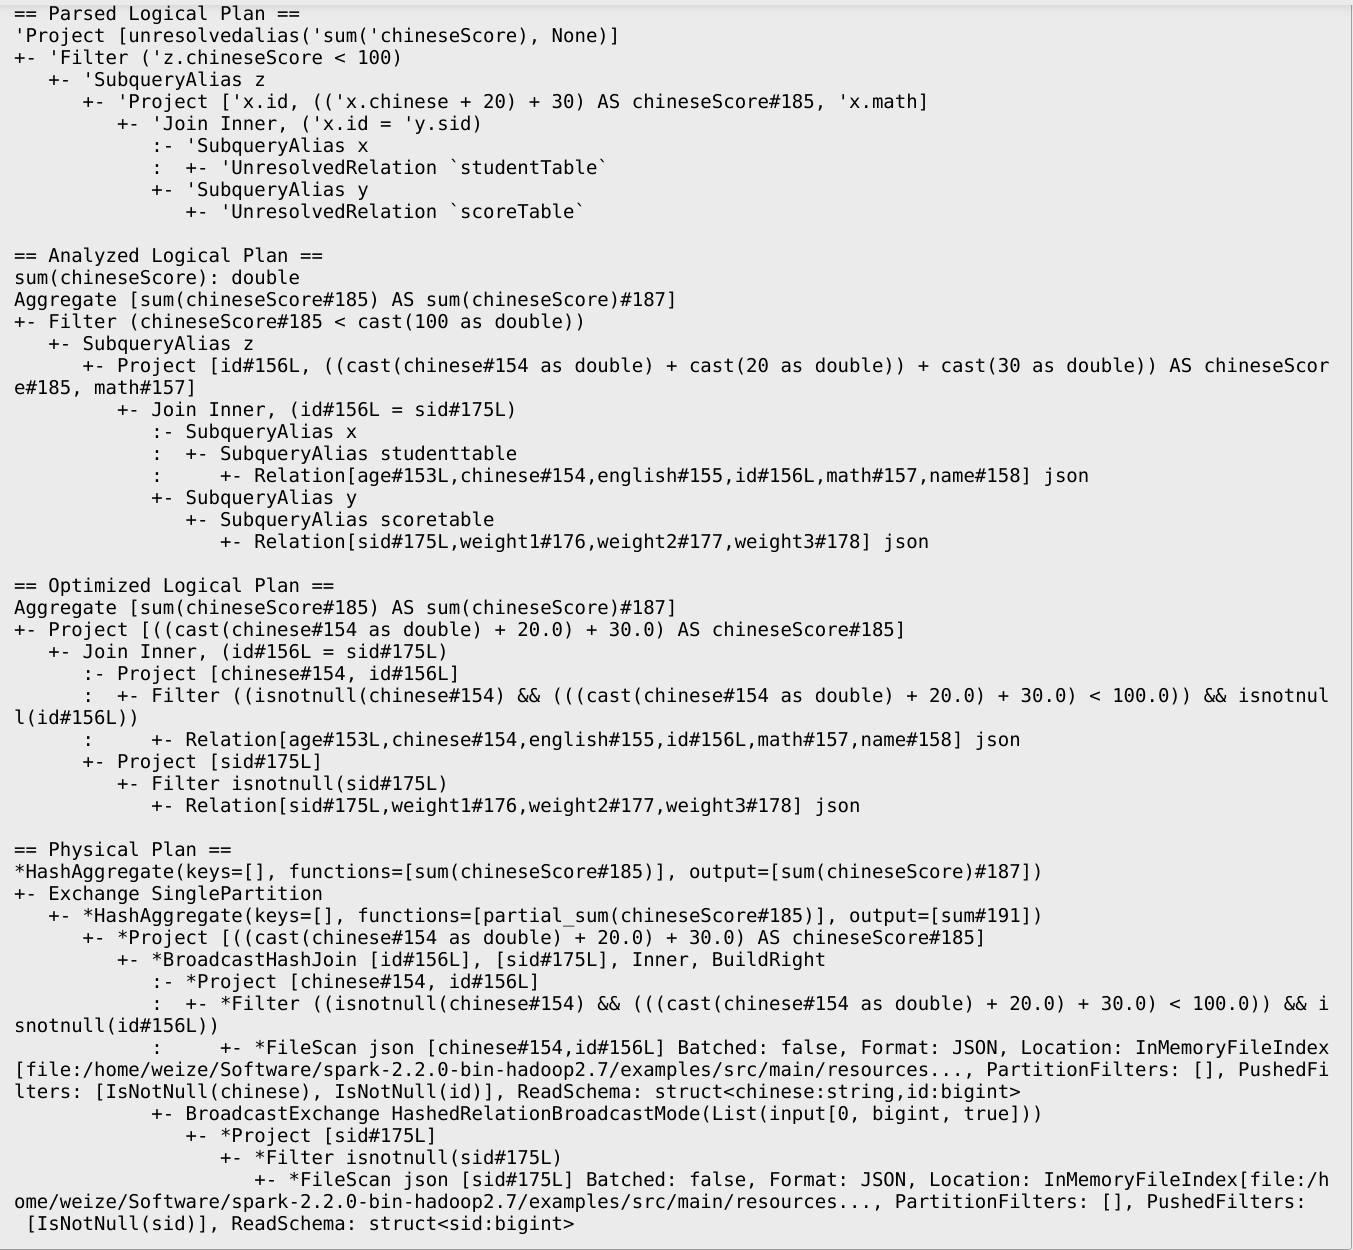 == Parsed Logical Plan ==
'Project [unresolvedalias('sum('chineseScore), None)]
+- 'Filter ('z.chineseScore < 100)
   +- 'SubqueryAlias z
      +- 'Project ['x.id, (('x.chinese + 20) + 30) AS chineseScore#185, 'x.math]
         +- 'Join Inner, ('x.id = 'y.sid)
            :- 'SubqueryAlias x
            :  +- 'UnresolvedRelation `studentTable`
            +- 'SubqueryAlias y
               +- 'UnresolvedRelation `scoreTable`

== Analyzed Logical Plan ==
sum(chineseScore): double
Aggregate [sum(chineseScore#185) AS sum(chineseScore)#187]
+- Filter (chineseScore#185 < cast(100 as double))
   +- SubqueryAlias z
      +- Project [id#156L, ((cast(chinese#154 as double) + cast(20 as double)) + cast(30 as double)) AS chineseScor
e#185, math#157]
         +- Join Inner, (id#156L = sid#175L)
            :- SubqueryAlias x
            :  +- SubqueryAlias studenttable
            :     +- Relation[age#153L,chinese#154,english#155,id#156L,math#157,name#158] json
            +- SubqueryAlias y
               +- SubqueryAlias scoretable
                  +- Relation[sid#175L,weight1#176,weight2#177,weight3#178] json

== Optimized Logical Plan ==
Aggregate [sum(chineseScore#185) AS sum(chineseScore)#187]
+- Project [((cast(chinese#154 as double) + 20.0) + 30.0) AS chineseScore#185]
   +- Join Inner, (id#156L = sid#175L)
      :- Project [chinese#154, id#156L]
      :  +- Filter ((isnotnull(chinese#154) && (((cast(chinese#154 as double) + 20.0) + 30.0) < 100.0)) && isnotnul
l(id#156L))
      :     +- Relation[age#153L,chinese#154,english#155,id#156L,math#157,name#158] json
      +- Project [sid#175L]
         +- Filter isnotnull(sid#175L)
            +- Relation[sid#175L,weight1#176,weight2#177,weight3#178] json

== Physical Plan ==
*HashAggregate(keys=[], functions=[sum(chineseScore#185)], output=[sum(chineseScore)#187])
+- Exchange SinglePartition
   +- *HashAggregate(keys=[], functions=[partial_sum(chineseScore#185)], output=[sum#191])
      +- *Project [((cast(chinese#154 as double) + 20.0) + 30.0) AS chineseScore#185]
         +- *BroadcastHashJoin [id#156L], [sid#175L], Inner, BuildRight
            :- *Project [chinese#154, id#156L]
            :  +- *Filter ((isnotnull(chinese#154) && (((cast(chinese#154 as double) + 20.0) + 30.0) < 100.0)) && i
snotnull(id#156L))
            :     +- *FileScan json [chinese#154,id#156L] Batched: false, Format: JSON, Location: InMemoryFileIndex
[file:/home/weize/Software/spark-2.2.0-bin-hadoop2.7/examples/src/main/resources..., PartitionFilters: [], PushedFi
lters: [IsNotNull(chinese), IsNotNull(id)], ReadSchema: struct<chinese:string,id:bigint>
            +- BroadcastExchange HashedRelationBroadcastMode(List(input[0, bigint, true]))
               +- *Project [sid#175L]
                  +- *Filter isnotnull(sid#175L)
                     +- *FileScan json [sid#175L] Batched: false, Format: JSON, Location: InMemoryFileIndex[file:/h
ome/weize/Software/spark-2.2.0-bin-hadoop2.7/examples/src/main/resources..., PartitionFilters: [], PushedFilters:
 [IsNotNull(sid)], ReadSchema: struct<sid:bigint>